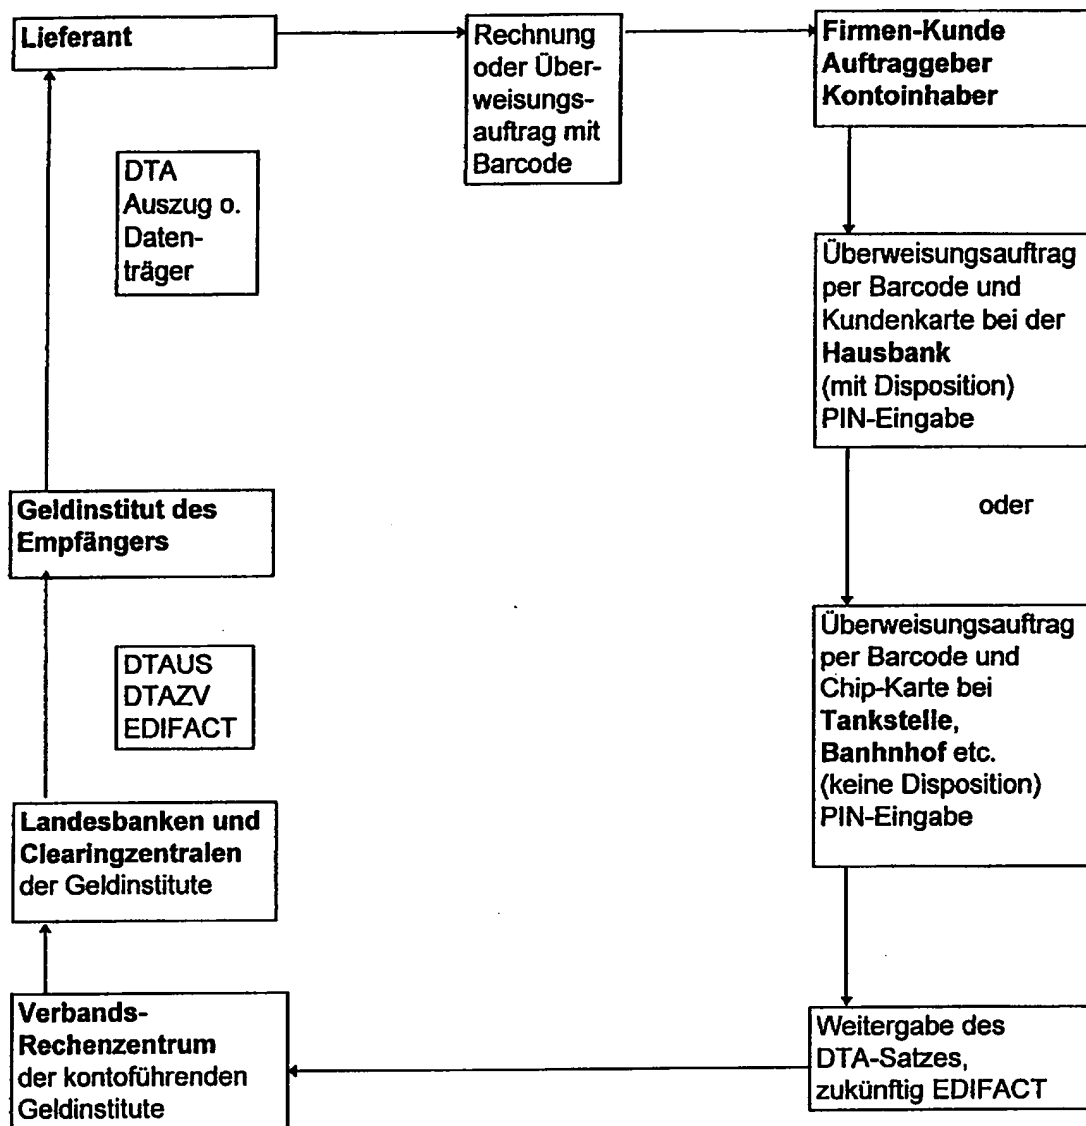 Lieferant
Rechnung
oder Über-
weisungs-
auftrag mit
Barcode
Firmen-Kunde
Auftraggeber
Kontoinhaber
DTA
Auszug o.
Daten-
träger
Überweisungsauftrag
per Barcode und
Kundenkarte bei der
Hausbank
(mit Disposition)
PIN-Eingabe
oder
Geldinstitut des
Empfängers
Überweisungsauftrag
per Barcode und
Chip-Karte bei
Tankstelle,
Banhnhof etc.
(keine Disposition)
PIN-Eingabe
DTAUS
DTAZV
EDIFACT
Landesbanken und
Clearingzentralen
der Geldinstitute
Verbands-
Rechenzentrum
der kontoführenden
Geldinstitute
Weitergabe des
DTA-Satzes,
zukünftig EDIFACT